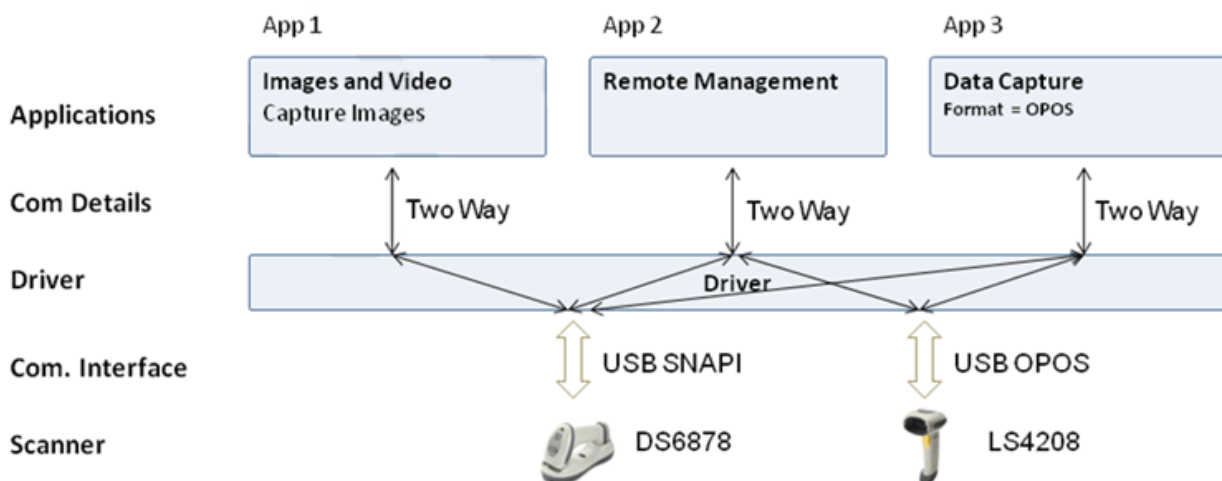 App 1
App 2
App 3
Applications
Images and Video
Capture Images
Remote Management
Data Capture
Format = OPOS
Com Details
Two Way
Two Way
Two Way
Driver
Driver
Com. Interface
USB SNAPI
USB OPOS
Scanner
DS6878
LS4208